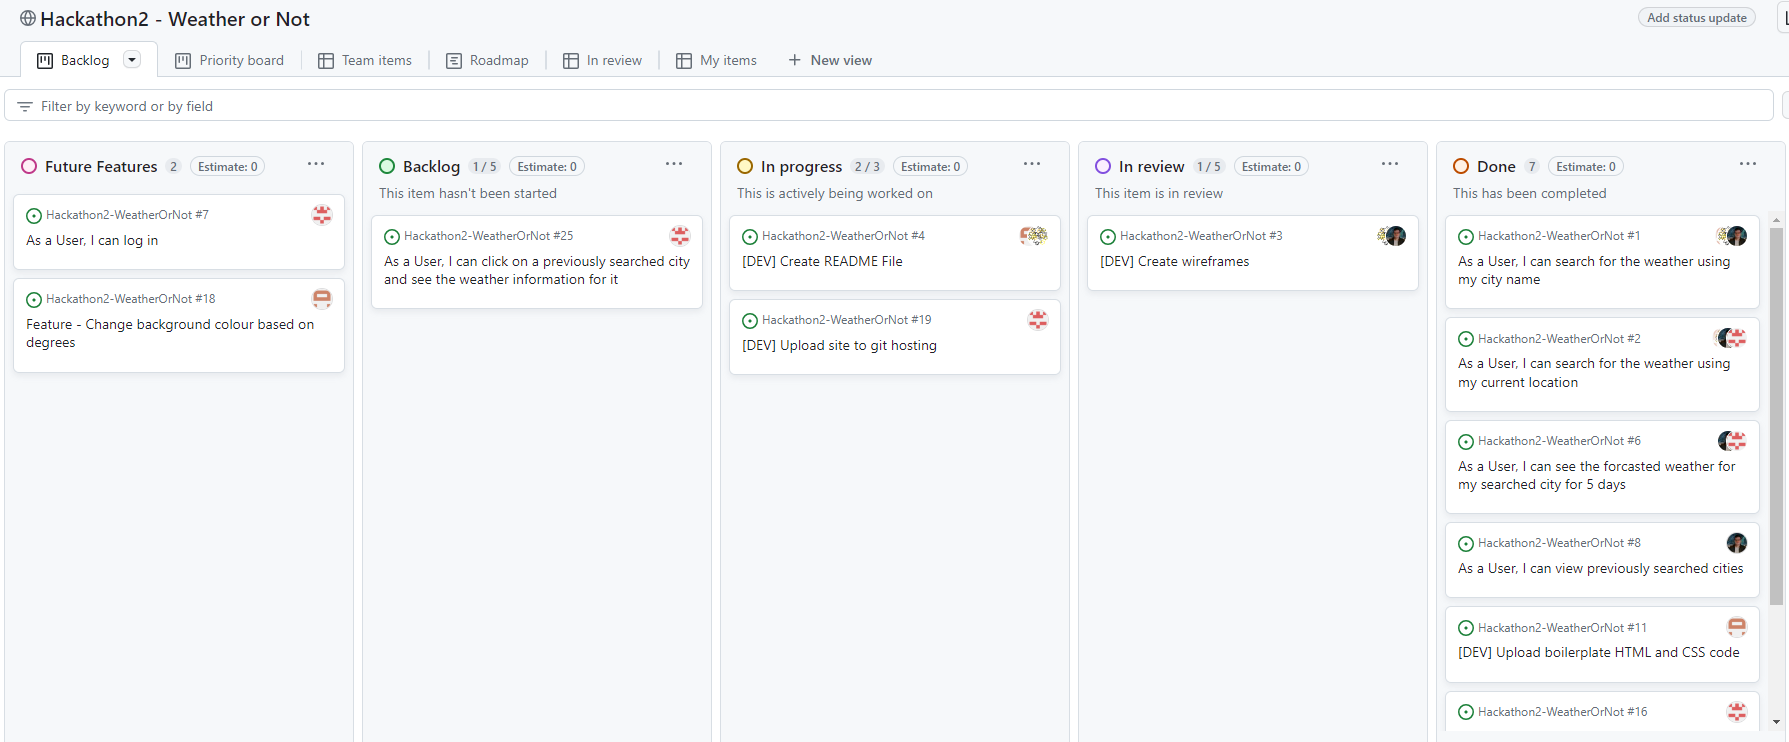 Hackathon2 - Weather or Not
Add status update
Backlog
Priority board
Team items
Roadmap
In review
My items
New view
Filter by keyword or by field
Future Features 2 Estimate: 0
Hackathon2-WeatherOrNot #7
As a User, I can log in
Hackathon2-WeatherOrNot #18
Feature - Change background colour based on
degrees
Backlog 1 / 5 Estimate: 0
This item hasn't been started
Hackathon2-WeatherOrNot #25
As a User, I can click on a previously searched city
and see the weather information for it
In progress 2 / 3 Estimate: 0
This is actively being worked on
Hackathon2-WeatherOrNot #4
[DEV] Create README File
Hackathon2-WeatherOrNot #19
[DEV] Upload site to git hosting
In review 1 / 5 Estimate: 0
This item is in review
Hackathon2-WeatherOrNot #3
[DEV] Create wireframes
Done 7 Estimate: 0
This has been completed
Hackathon2-WeatherOrNot #1
As a User, I can search for the weather using
my city name
Hackathon2-WeatherOrNot #2
As a User, I can search for the weather using
my current location
Hackathon2-WeatherOrNot #6
As a User, I can see the forcasted weather for
my searched city for 5 days
Hackathon2-WeatherOrNot #8
As a User, I can view previously searched cities
Hackathon2-WeatherOrNot #11
[DEV] Upload boilerplate HTML and CSS code
Hackathon2-WeatherOrNot #16